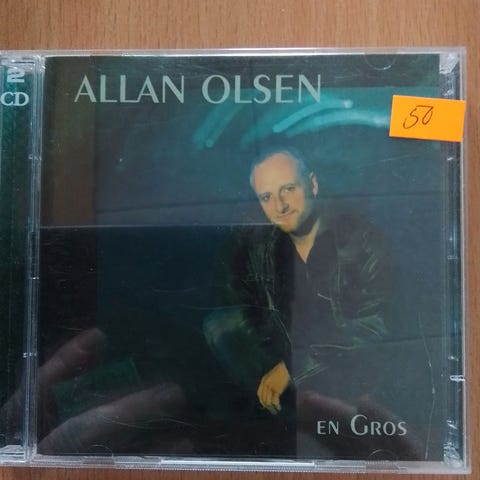 2
CD
ALLAN OLSEN
50
EN GROS